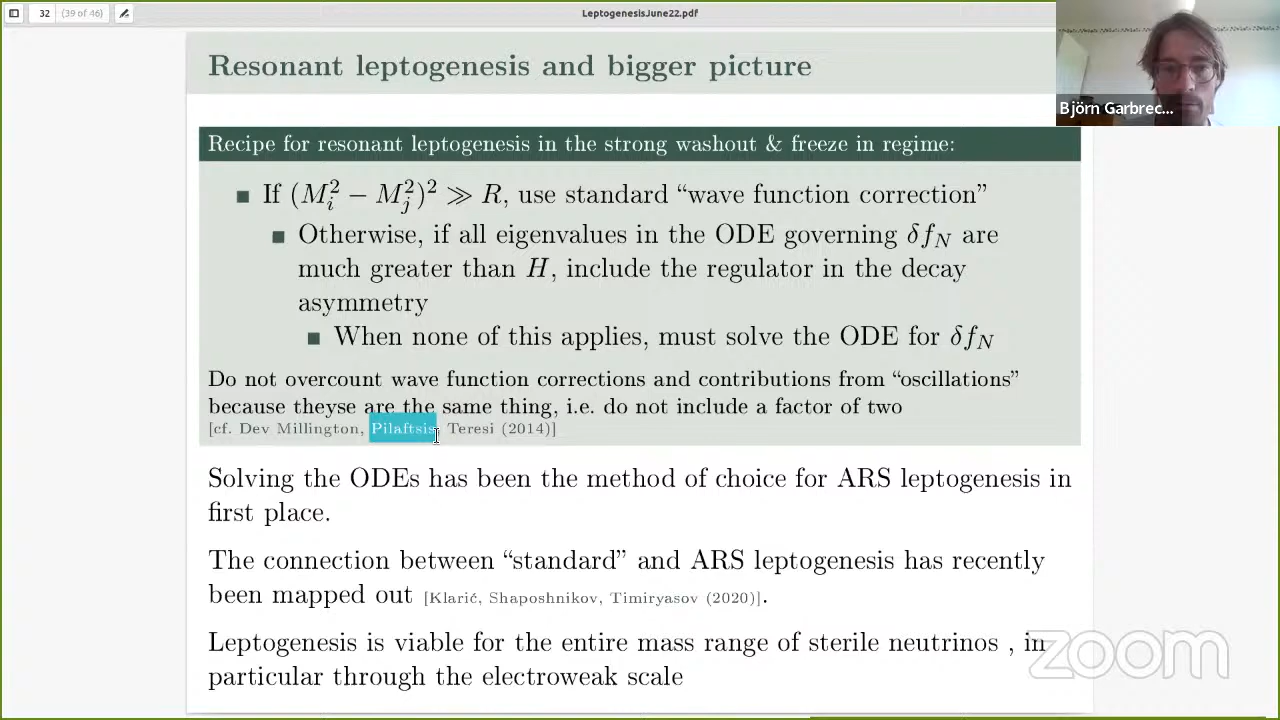 32 (39 of 46) LeptogenesisJune22.pdf
Resonant leptogenesis and bigger picture
Björn Garbrec...
Recipe for resonant leptogenesis in the strong washout & freeze in regime:
■ If (M_i^2 − M_j^2)^2 ≫ R, use standard “wave function correction”
■ Otherwise, if all eigenvalues in the ODE governing δf_N are
much greater than H, include the regulator in the decay
asymmetry
■ When none of this applies, must solve the ODE for δf_N
Do not overcount wave function corrections and contributions from “oscillations”
because theyse are the same thing, i.e. do not include a factor of two
[cf. Dev Millington, Pilaftsis, Teresi (2014)]
Solving the ODEs has been the method of choice for ARS leptogenesis in
first place.
The connection between “standard” and ARS leptogenesis has recently
been mapped out [Klarić, Shaposhnikov, Timiryasov (2020)].
Leptogenesis is viable for the entire mass range of sterile neutrinos , in
particular through the electroweak scale
zoom